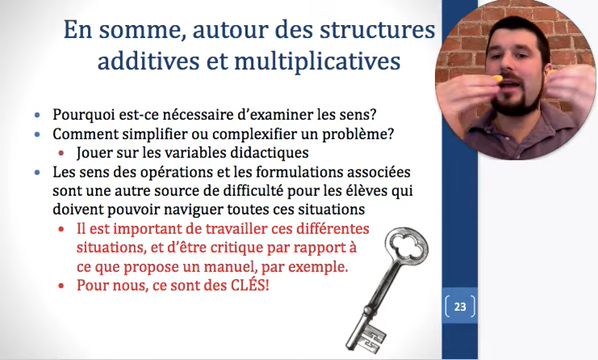 En somme, autour des structures
additives et multiplicatives
Pourquoi est-ce nécessaire d'examiner les sens?
Comment simplifier ou complexifier un problème?
Jouer sur les variables didactiques
Les sens des opérations et les formulations associées
sont une autre source de difficulté pour les élèves qui
doivent pouvoir naviguer toutes ces situations
Il est important de travailler ces différentes
situations, et d'être critique par rapport à
ce que propose un manuel, par exemple.
Pour nous, ce sont des CLÉS!
23